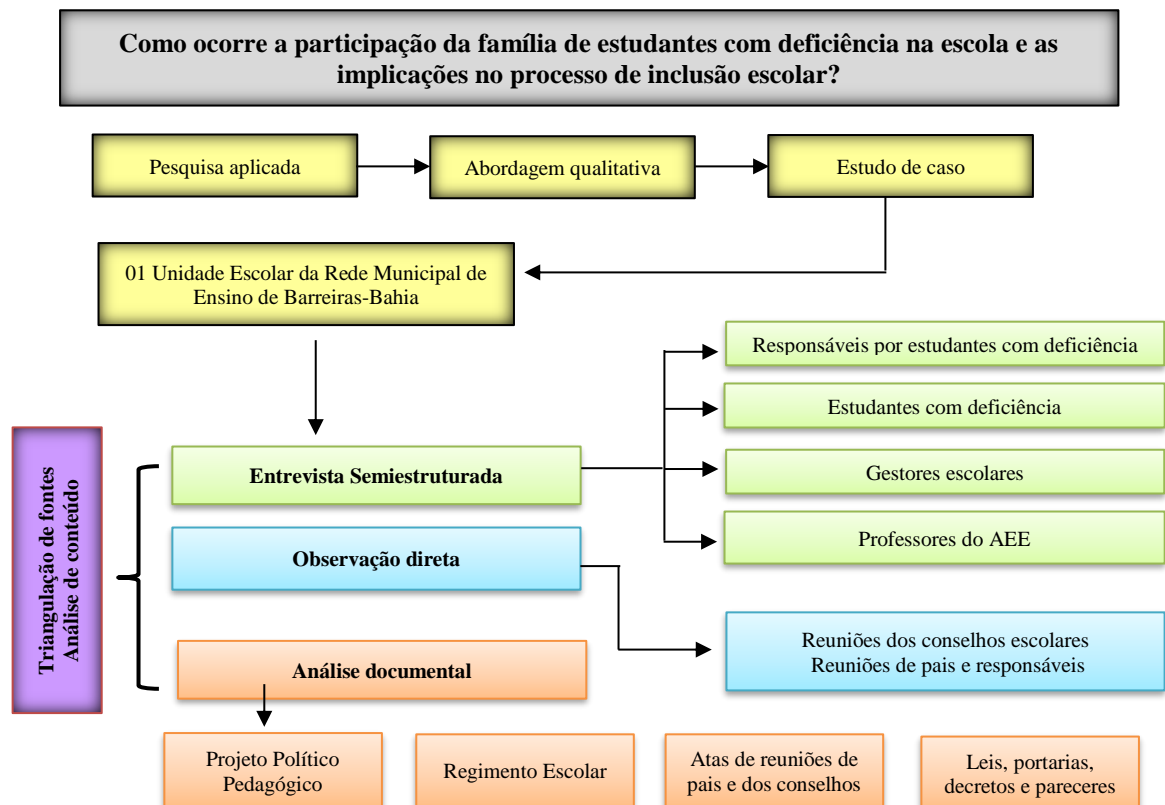 Como ocorre a participação da família de estudantes com deficiência na escola e as
implicações no processo de inclusão escolar?
Pesquisa aplicada
Abordagem qualitativa
Estudo de caso
01 Unidade Escolar da Rede Municipal de
Ensino de Barreiras-Bahia
Triangulação de fontes
Análise de conteúdo
Entrevista Semiestruturada
Responsáveis por estudantes com deficiência
Estudantes com deficiência
Gestores escolares
Professores do AEE
Observação direta
Reuniões dos conselhos escolares
Reuniões de pais e responsáveis
Análise documental
Projeto Político
Pedagógico
Regimento Escolar
Atas de reuniões de
pais e dos conselhos
Leis, portarias,
decretos e pareceres